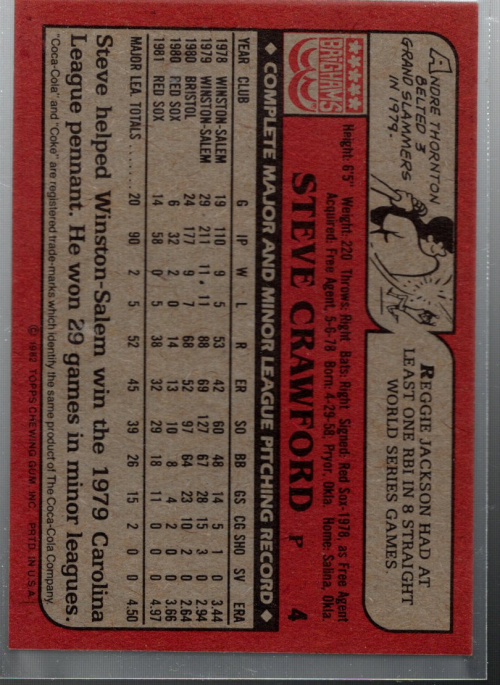 ANDRE THORNTON
BELTED 3
GRAND SLAMMERS
IN 1979.
REGGIE JACKSON HAD AT
LEAST ONE RBI IN 8 STRAIGHT
WORLD SERIES GAMES.
BRIGHAM'S
STEVE CRAWFORD P 4
Height: 6'5" Weight: 220 Throws: Right Bats: Right Signed: Red Sox-1978, as Free Agent
Acquired: Free Agent, 5-6-78 Born: 4-29-58, Pryor, Okla. Home: Salina, Okla.
◆ COMPLETE MAJOR AND MINOR LEAGUE PITCHING RECORD ◆
YEAR CLUB G IP W L R ER SO BB GS CG SHO SV ERA
1978 WINSTON-SALEM 19 110 9 5 53 42 60 48 14 5 1 0 3.44
1979 WINSTON-SALEM 29 211 11 11 88 69 127 67 28 15 3 0 2.94
1980 BRISTOL 24 177 9 7 68 52 97 64 23 10 2 0 2.64
1980 RED SOX 6 32 2 0 14 13 10 8 4 2 0 0 3.66
1981 RED SOX 14 58 0 5 38 32 29 18 11 0 0 0 4.97
MAJOR LEA. TOTALS ...... 20 90 2 5 52 45 39 26 15 2 0 0 4.50
Steve helped Winston-Salem win the 1979 Carolina
League pennant. He won 29 games in minor leagues.
"Coca-Cola" and "Coke" are registered trade-marks which identify the same product of The Coca-Cola Company.
© 1982 TOPPS CHEWING GUM, INC. PRTD. IN U.S.A.